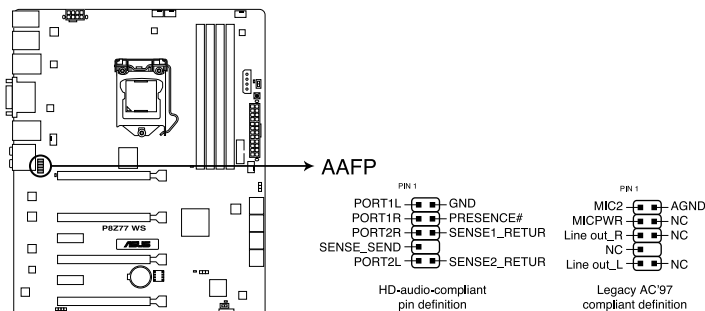 AAFP
P8Z77 WS
ASUS
PIN 1
PORT1L GND
PORT1R PRESENCE#
PORT2R SENSE1_RETUR
SENSE_SEND
PORT2L SENSE2_RETUR
HD-audio-compliant
pin definition
PIN 1
MIC2 AGND
MICPWR NC
Line out_R NC
NC
Line out_L NC
Legacy AC'97
compliant definition